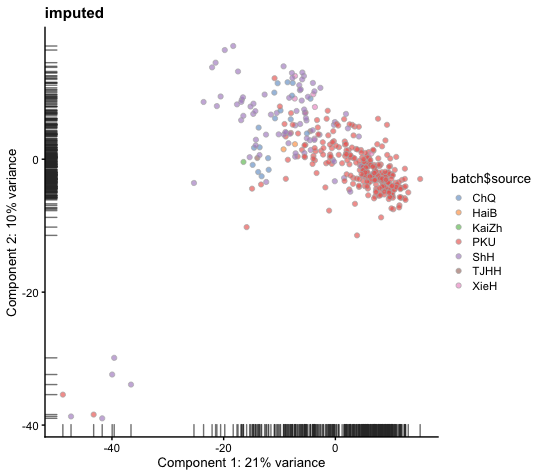 imputed
0
-20
-40
Component 2: 10% variance
-40
-20
0
Component 1: 21% variance
batch$source
ChQ
HaiB
KaiZh
PKU
ShH
TJHH
XieH